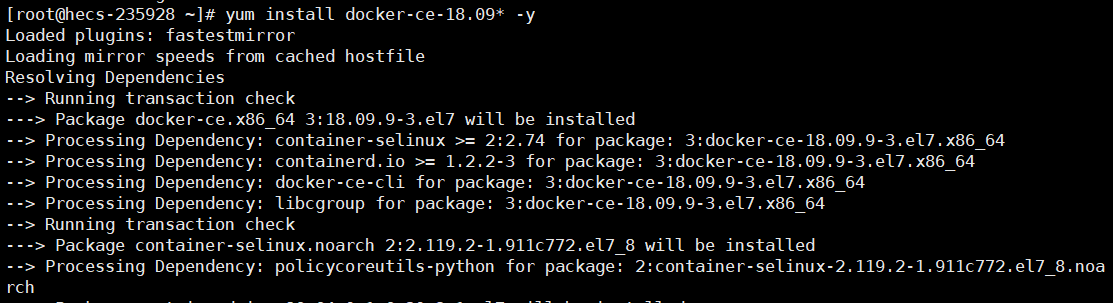 [root@hecs-235928 ~]# yum install docker-ce-18.09* -y
Loaded plugins: fastestmirror
Loading mirror speeds from cached hostfile
Resolving Dependencies
--> Running transaction check
---> Package docker-ce.x86_64 3:18.09.9-3.el7 will be installed
--> Processing Dependency: container-selinux >= 2:2.74 for package: 3:docker-ce-18.09.9-3.el7.x86_64
--> Processing Dependency: containerd.io >= 1.2.2-3 for package: 3:docker-ce-18.09.9-3.el7.x86_64
--> Processing Dependency: docker-ce-cli for package: 3:docker-ce-18.09.9-3.el7.x86_64
--> Processing Dependency: libcgroup for package: 3:docker-ce-18.09.9-3.el7.x86_64
--> Running transaction check
---> Package container-selinux.noarch 2:2.119.2-1.911c772.el7_8 will be installed
--> Processing Dependency: policycoreutils-python for package: 2:container-selinux-2.119.2-1.911c772.el7_8.noa
rch